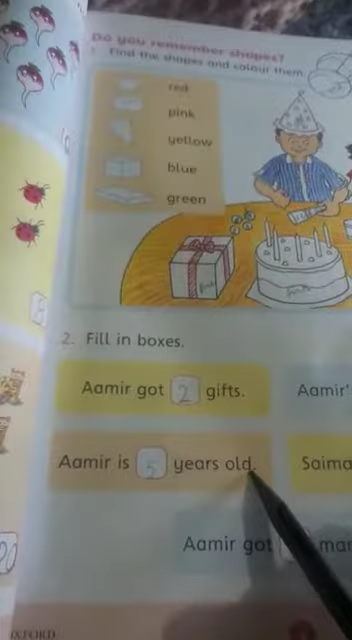 Do you remember shapes?
1 Find the shapes and colour them.
red
pink
yellow
blue
green
2. Fill in boxes.
Aamir got 2 gifts.
Aamir'
Aamir is 5 years old.
Saima
Aamir got mar
OXFORD